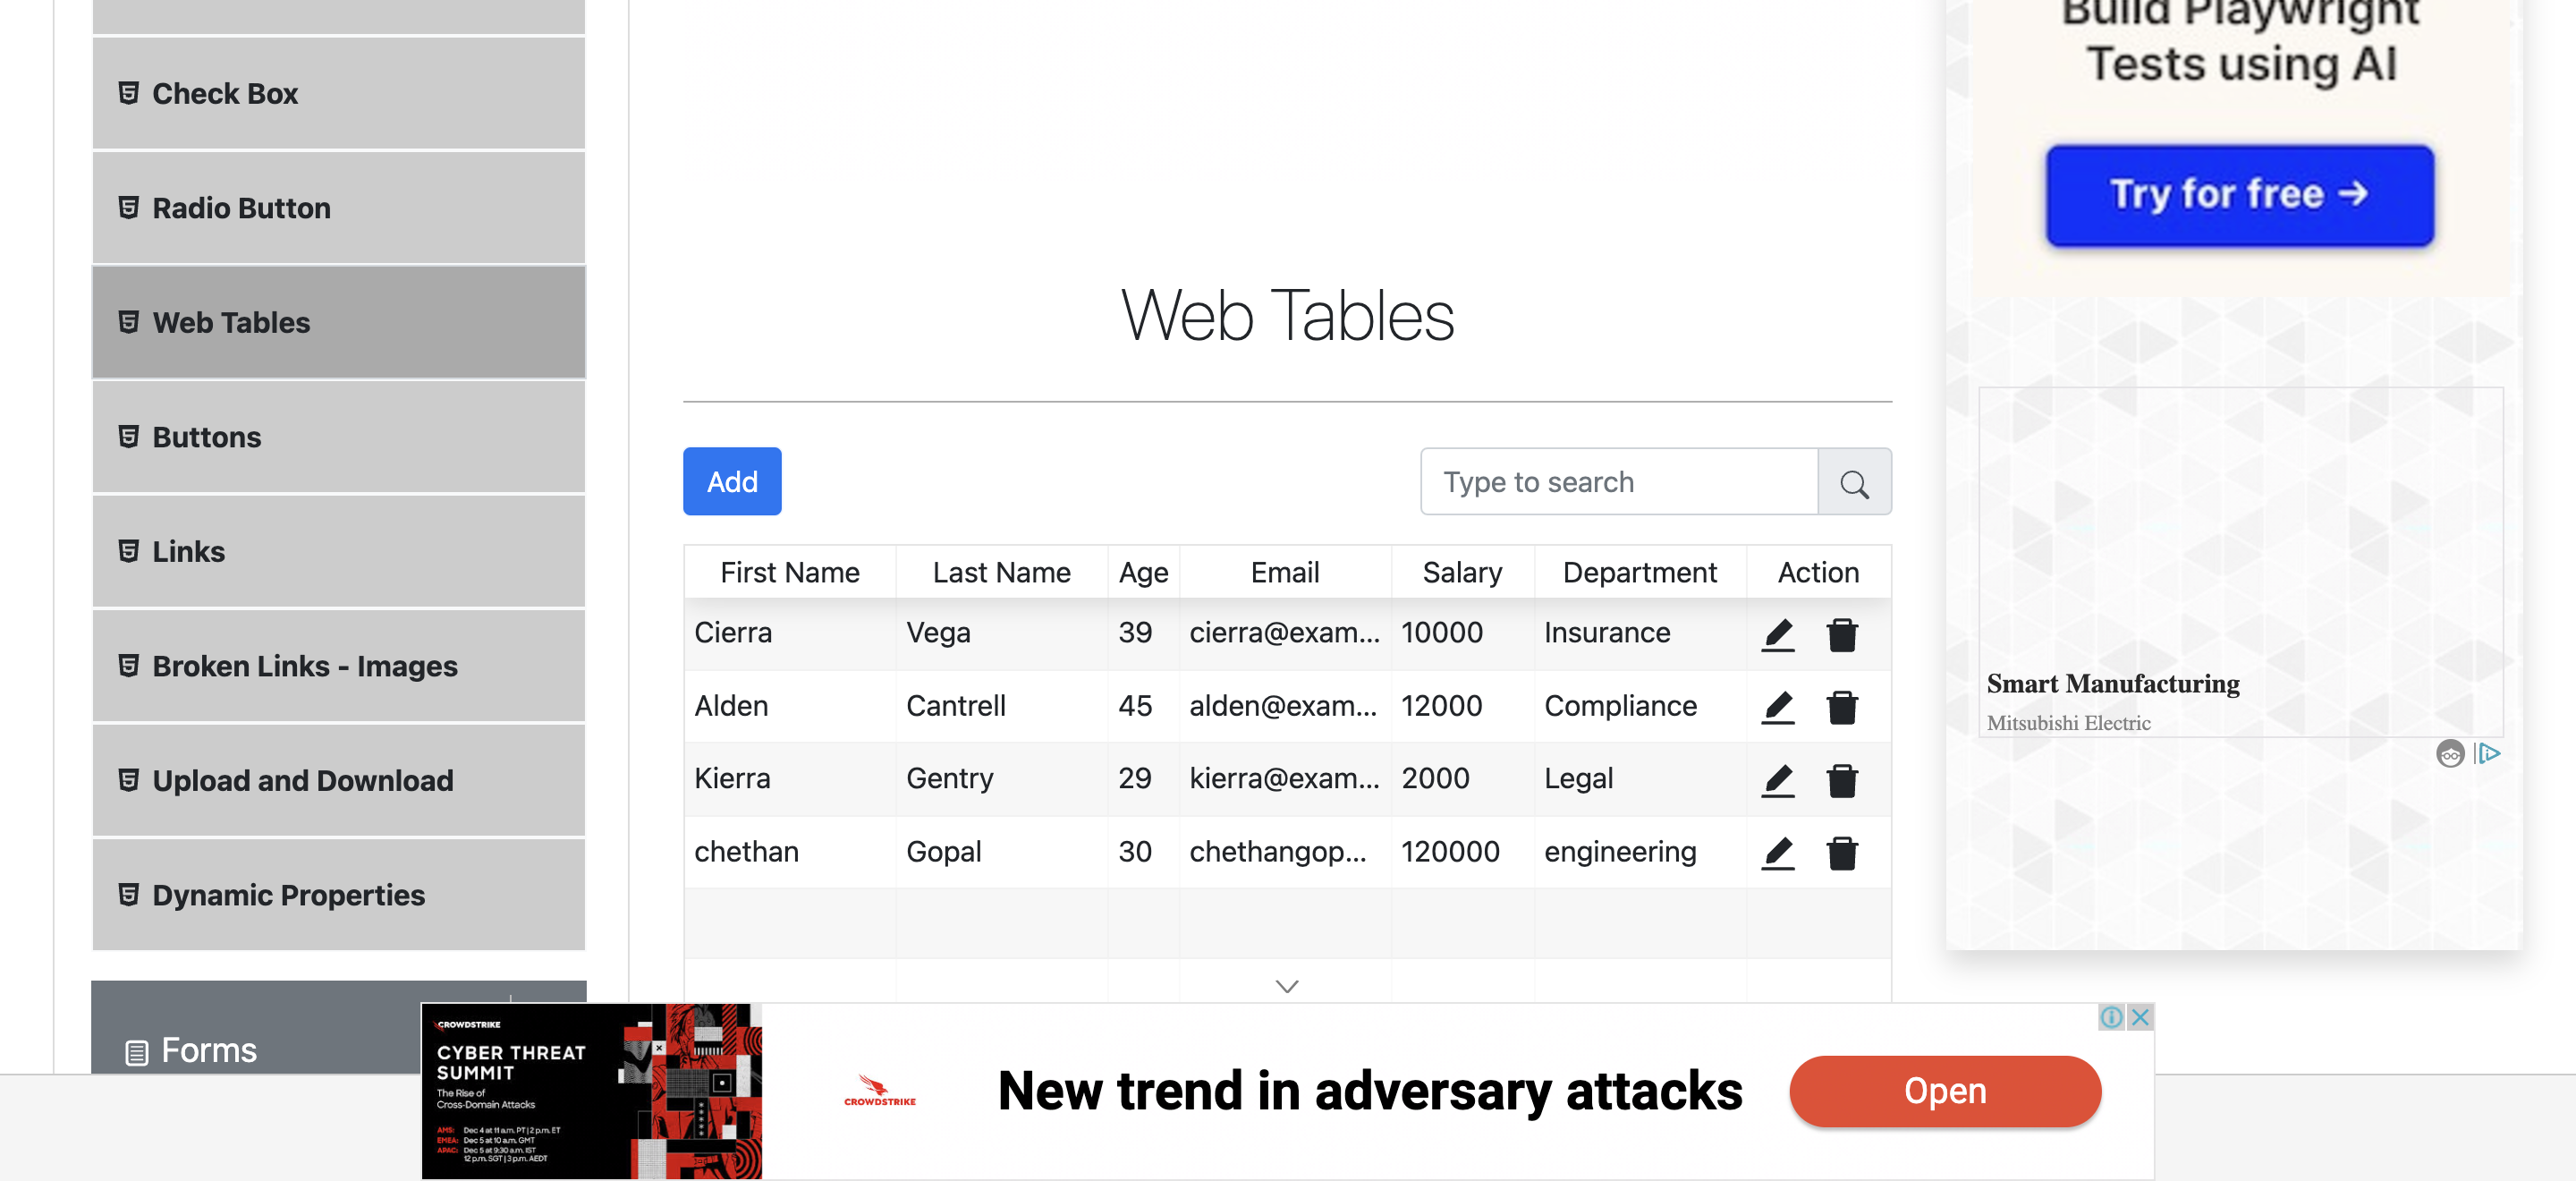 Check Box
Radio Button
Web Tables
Buttons
Links
Broken Links - Images
Upload and Download
Dynamic Properties
Forms
Web Tables
Add
Type to search
First Name Last Name Age Email Salary Department Action
Cierra Vega 39 cierra@exam... 10000 Insurance
Alden Cantrell 45 alden@exam... 12000 Compliance
Kierra Gentry 29 kierra@exam... 2000 Legal
chethan Gopal 30 chethangop... 120000 engineering
Build Playwright
Tests using AI
Try for free →
Smart Manufacturing
Mitsubishi Electric
CROWDSTRIKE
CYBER THREAT
SUMMIT
The Rise of
Cross-Domain Attacks
AMS: Dec 4 at 11 a.m. PT | 2 p.m. ET
EMEA: Dec 5 at 10 a.m. GMT
APAC: Dec 5 at 9:30 a.m. IST
12 p.m. SGT | 3 p.m. AEDT
CROWDSTRIKE
New trend in adversary attacks
Open